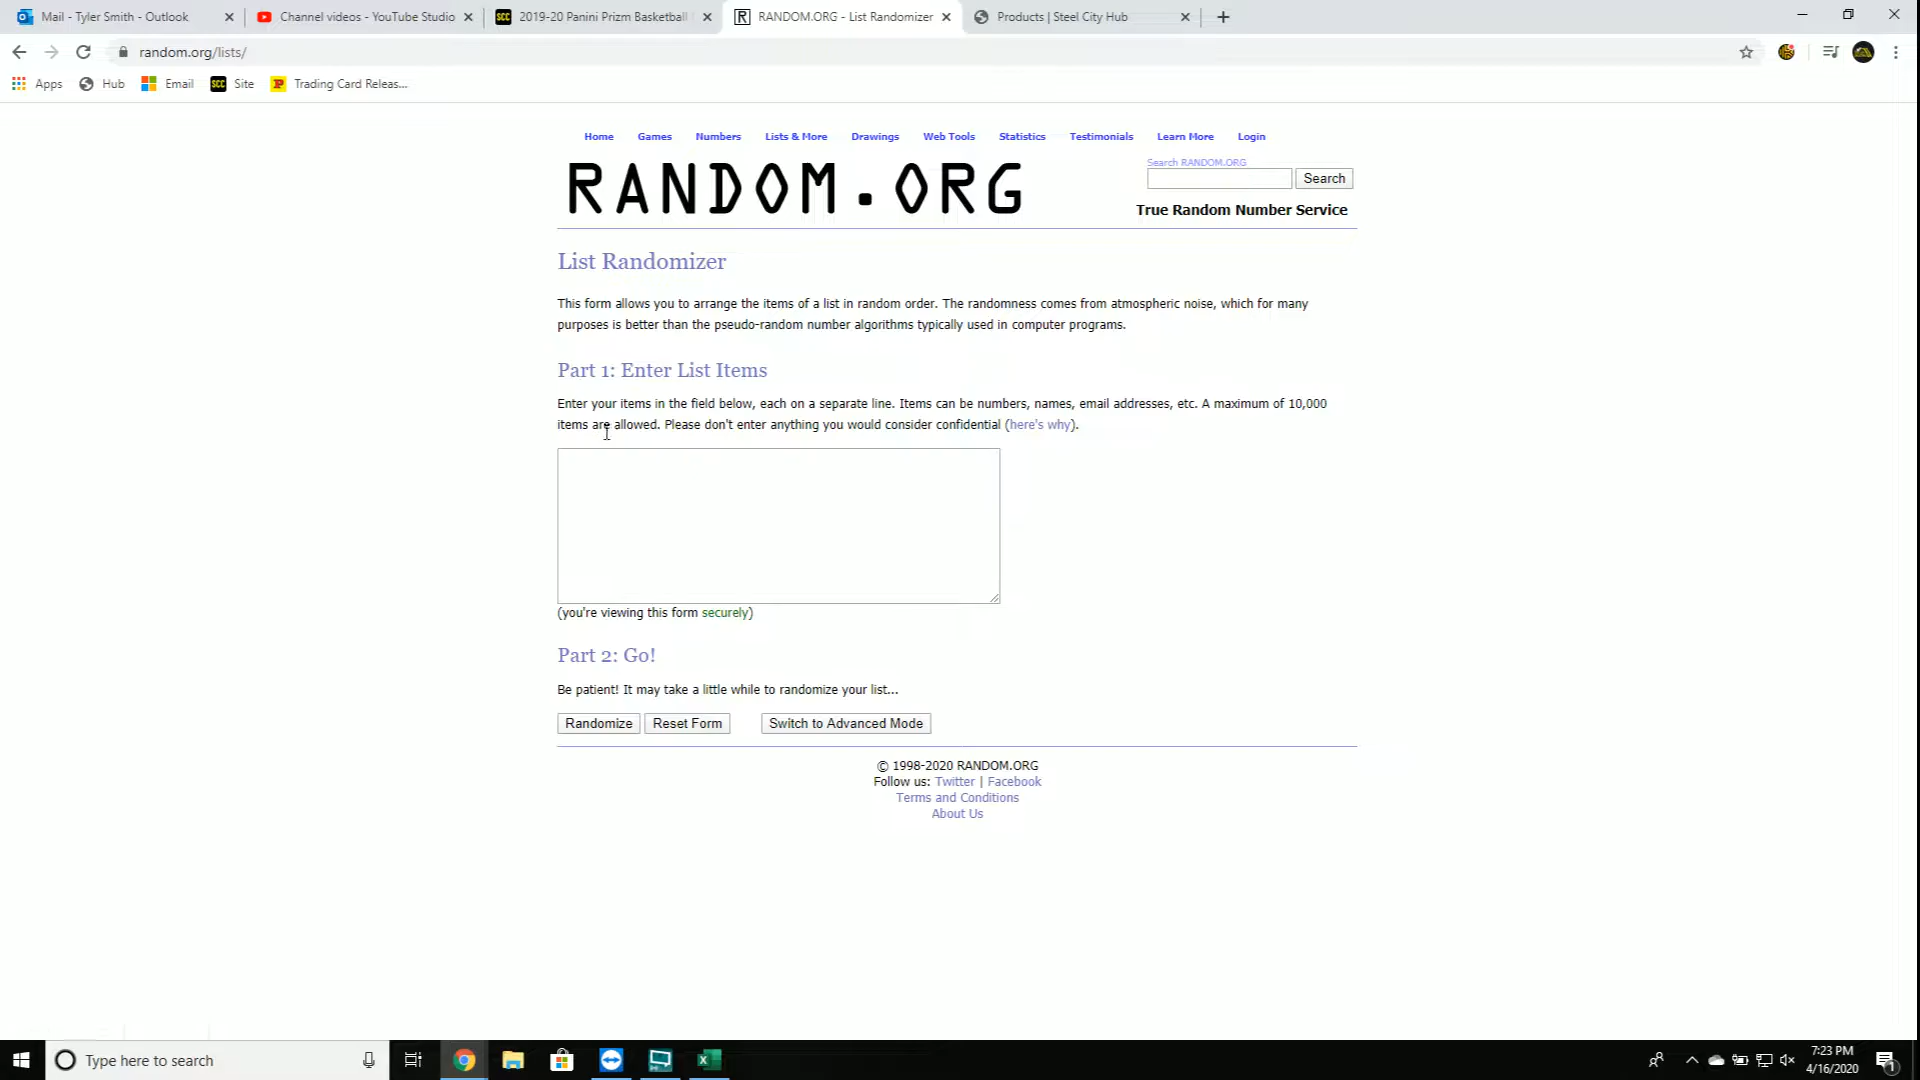 Mail - Tyler Smith - Outlook
Channel videos - YouTube Studio
SCC 2019-20 Panini Prizm Basketball
R RANDOM.ORG - List Randomizer
Products | Steel City Hub
random.org/lists/
Apps Hub Email SCC Site Trading Card Releas...
Home Games Numbers Lists & More Drawings Web Tools Statistics Testimonials Learn More Login
RANDOM.ORG
Search RANDOM.ORG
Search
True Random Number Service
List Randomizer
This form allows you to arrange the items of a list in random order. The randomness comes from atmospheric noise, which for many
purposes is better than the pseudo-random number algorithms typically used in computer programs.
Part 1: Enter List Items
Enter your items in the field below, each on a separate line. Items can be numbers, names, email addresses, etc. A maximum of 10,000
items are allowed. Please don't enter anything you would consider confidential (here's why).
(you're viewing this form securely)
Part 2: Go!
Be patient! It may take a little while to randomize your list...
Randomize Reset Form Switch to Advanced Mode
© 1998-2020 RANDOM.ORG
Follow us: Twitter | Facebook
Terms and Conditions
About Us
Type here to search
7:23 PM
4/16/2020
1